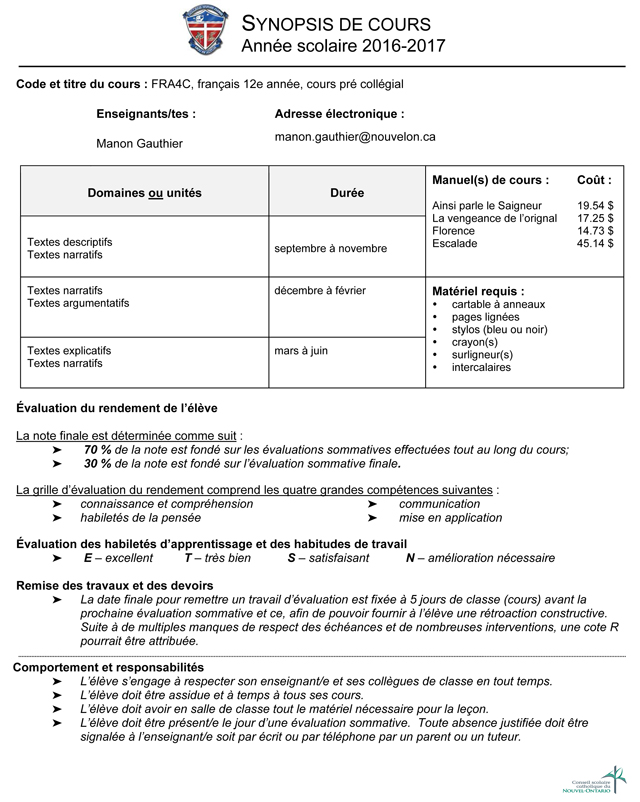 SYNOPSIS DE COURS
Année scolaire 2016-2017
Code et titre du cours : FRA4C, français 12e année, cours pré collégial
Enseignants/tes : Adresse électronique :
Manon Gauthier manon.gauthier@nouvelon.ca
Domaines ou unités Durée
Manuel(s) de cours : Coût :
Ainsi parle le Saigneur 19.54 $
La vengeance de l'orignal 17.25 $
Florence 14.73 $
Escalade 45.14 $
Textes descriptifs
Textes narratifs
septembre à novembre
Textes narratifs
Textes argumentatifs
décembre à février
Matériel requis :
• cartable à anneaux
• pages lignées
• stylos (bleu ou noir)
• crayon(s)
• surligneur(s)
• intercalaires
Textes explicatifs
Textes narratifs
mars à juin
Évaluation du rendement de l'élève
La note finale est déterminée comme suit :
➤ 70 % de la note est fondé sur les évaluations sommatives effectuées tout au long du cours;
➤ 30 % de la note est fondé sur l'évaluation sommative finale.
La grille d'évaluation du rendement comprend les quatre grandes compétences suivantes :
➤ connaissance et compréhension ➤ communication
➤ habiletés de la pensée ➤ mise en application
Évaluation des habiletés d'apprentissage et des habitudes de travail
➤ E – excellent T – très bien S – satisfaisant N – amélioration nécessaire
Remise des travaux et des devoirs
➤ La date finale pour remettre un travail d'évaluation est fixée à 5 jours de classe (cours) avant la
prochaine évaluation sommative et ce, afin de pouvoir fournir à l'élève une rétroaction constructive.
Suite à de multiples manques de respect des échéances et de nombreuses interventions, une cote R
pourrait être attribuée.
Comportement et responsabilités
➤ L'élève s'engage à respecter son enseignant/e et ses collègues de classe en tout temps.
➤ L'élève doit être assidue et à temps à tous ses cours.
➤ L'élève doit avoir en salle de classe tout le matériel nécessaire pour la leçon.
➤ L'élève doit être présent/e le jour d'une évaluation sommative. Toute absence justifiée doit être
signalée à l'enseignant/e soit par écrit ou par téléphone par un parent ou un tuteur.
Conseil scolaire
catholique du
NOUVEL-ONTARIO